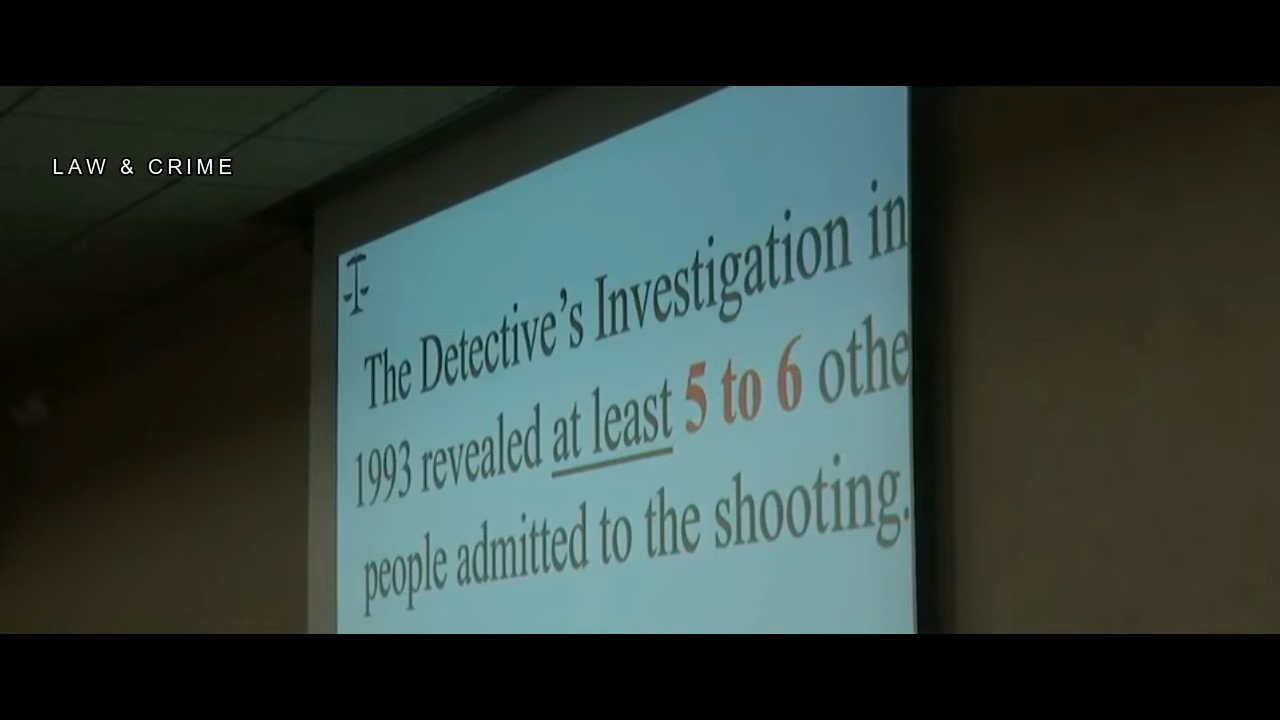 LAW & CRIME
The Detective’s Investigation in
1993 revealed at least 5 to 6 othe
people admitted to the shooting.